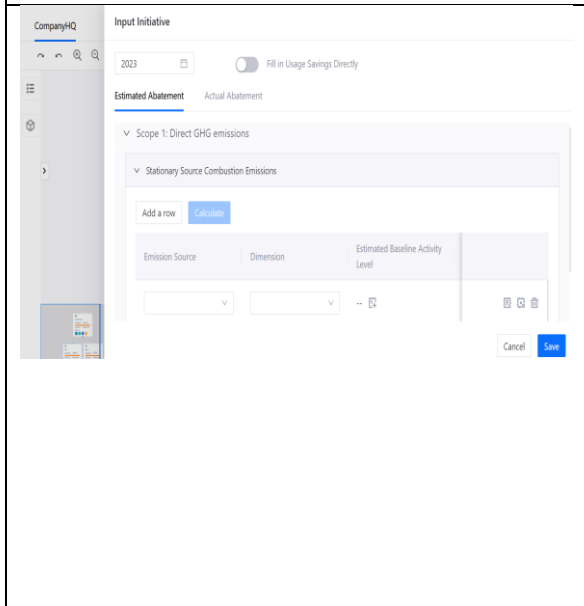 CompanyHQ
Input Initiative
2023
Fill in Usage Savings Directly
Estimated Abatement Actual Abatement
Scope 1: Direct GHG emissions
Stationary Source Combustion Emissions
Add a row Calculate
Emission Source Dimension Estimated Baseline Activity
Level
--
Cancel Save